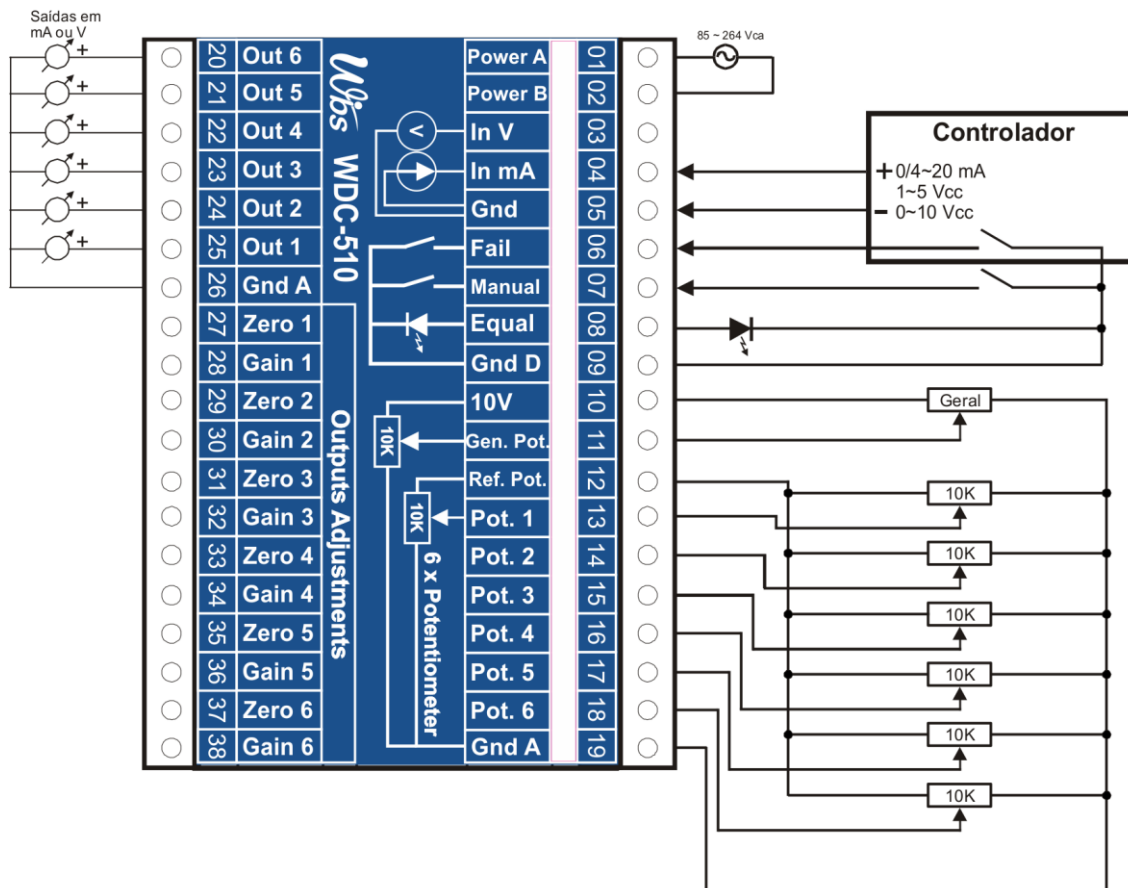 Saídas em
mA ou V
20 Out 6
21 Out 5
22 Out 4
23 Out 3
24 Out 2
25 Out 1
26 Gnd A
27 Zero 1
28 Gain 1
29 Zero 2
30 Gain 2
31 Zero 3
32 Gain 3
33 Zero 4
34 Gain 4
35 Zero 5
36 Gain 5
37 Zero 6
38 Gain 6
Outputs Adjustments
WDC-510
V
10K
10K
6 x Potentiometer
Power A 01
Power B 02
In V 03
In mA 04
Gnd 05
Fail 06
Manual 07
Equal 08
Gnd D 09
10V 10
Gen. Pot. 11
Ref. Pot. 12
Pot. 1 13
Pot. 2 14
Pot. 3 15
Pot. 4 16
Pot. 5 17
Pot. 6 18
Gnd A 19
85 ~ 264 Vca
Controlador
+ 0/4~20 mA
1~5 Vcc
- 0~10 Vcc
Geral
10K
10K
10K
10K
10K
10K